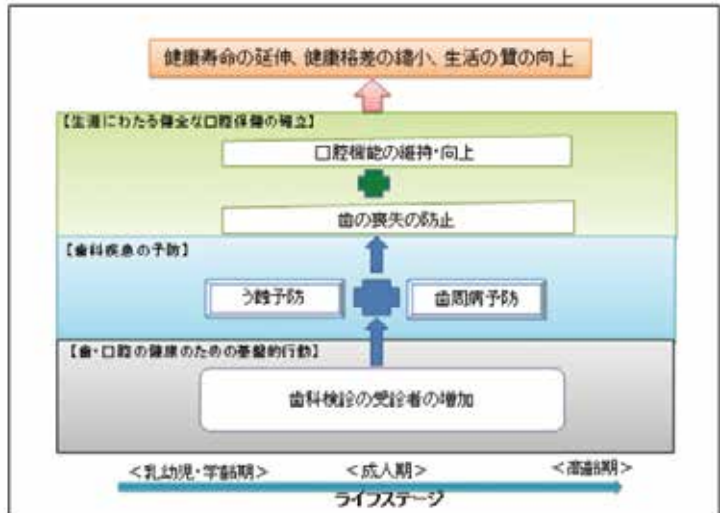 健康寿命の延伸、健康格差の縮小、生活の質の向上
【生涯にわたる健全な口腔保健の確立】
口腔機能の維持・向上
歯の喪失の防止
【歯科疾患の予防】
う蝕予防
歯周病予防
【歯・口腔の健康のための基盤的行動】
歯科検診の受診者の増加
＜乳幼児・学齢期＞ ＜成人期＞ ＜高齢期＞
ライフステージ